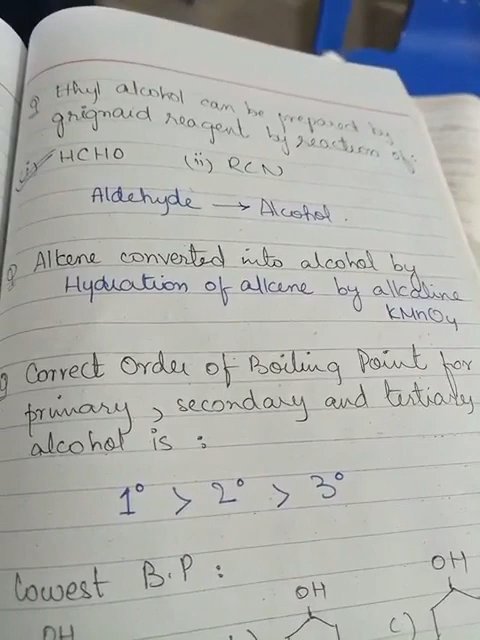 Q Ethyl alcohol can be prepared by
grignaid reagent by reaction of:
(i) HCHO (ii) RCN
Aldehyde → Alcohol.
Q Alkene converted into alcohol by
Hydration of alkene by alkaline
KMnO4
Q Correct Order of Boiling Point for
primary, secondary and tertiary
alcohol is :
1° > 2° > 3°
Lowest B.P :
OH OH
OH c)